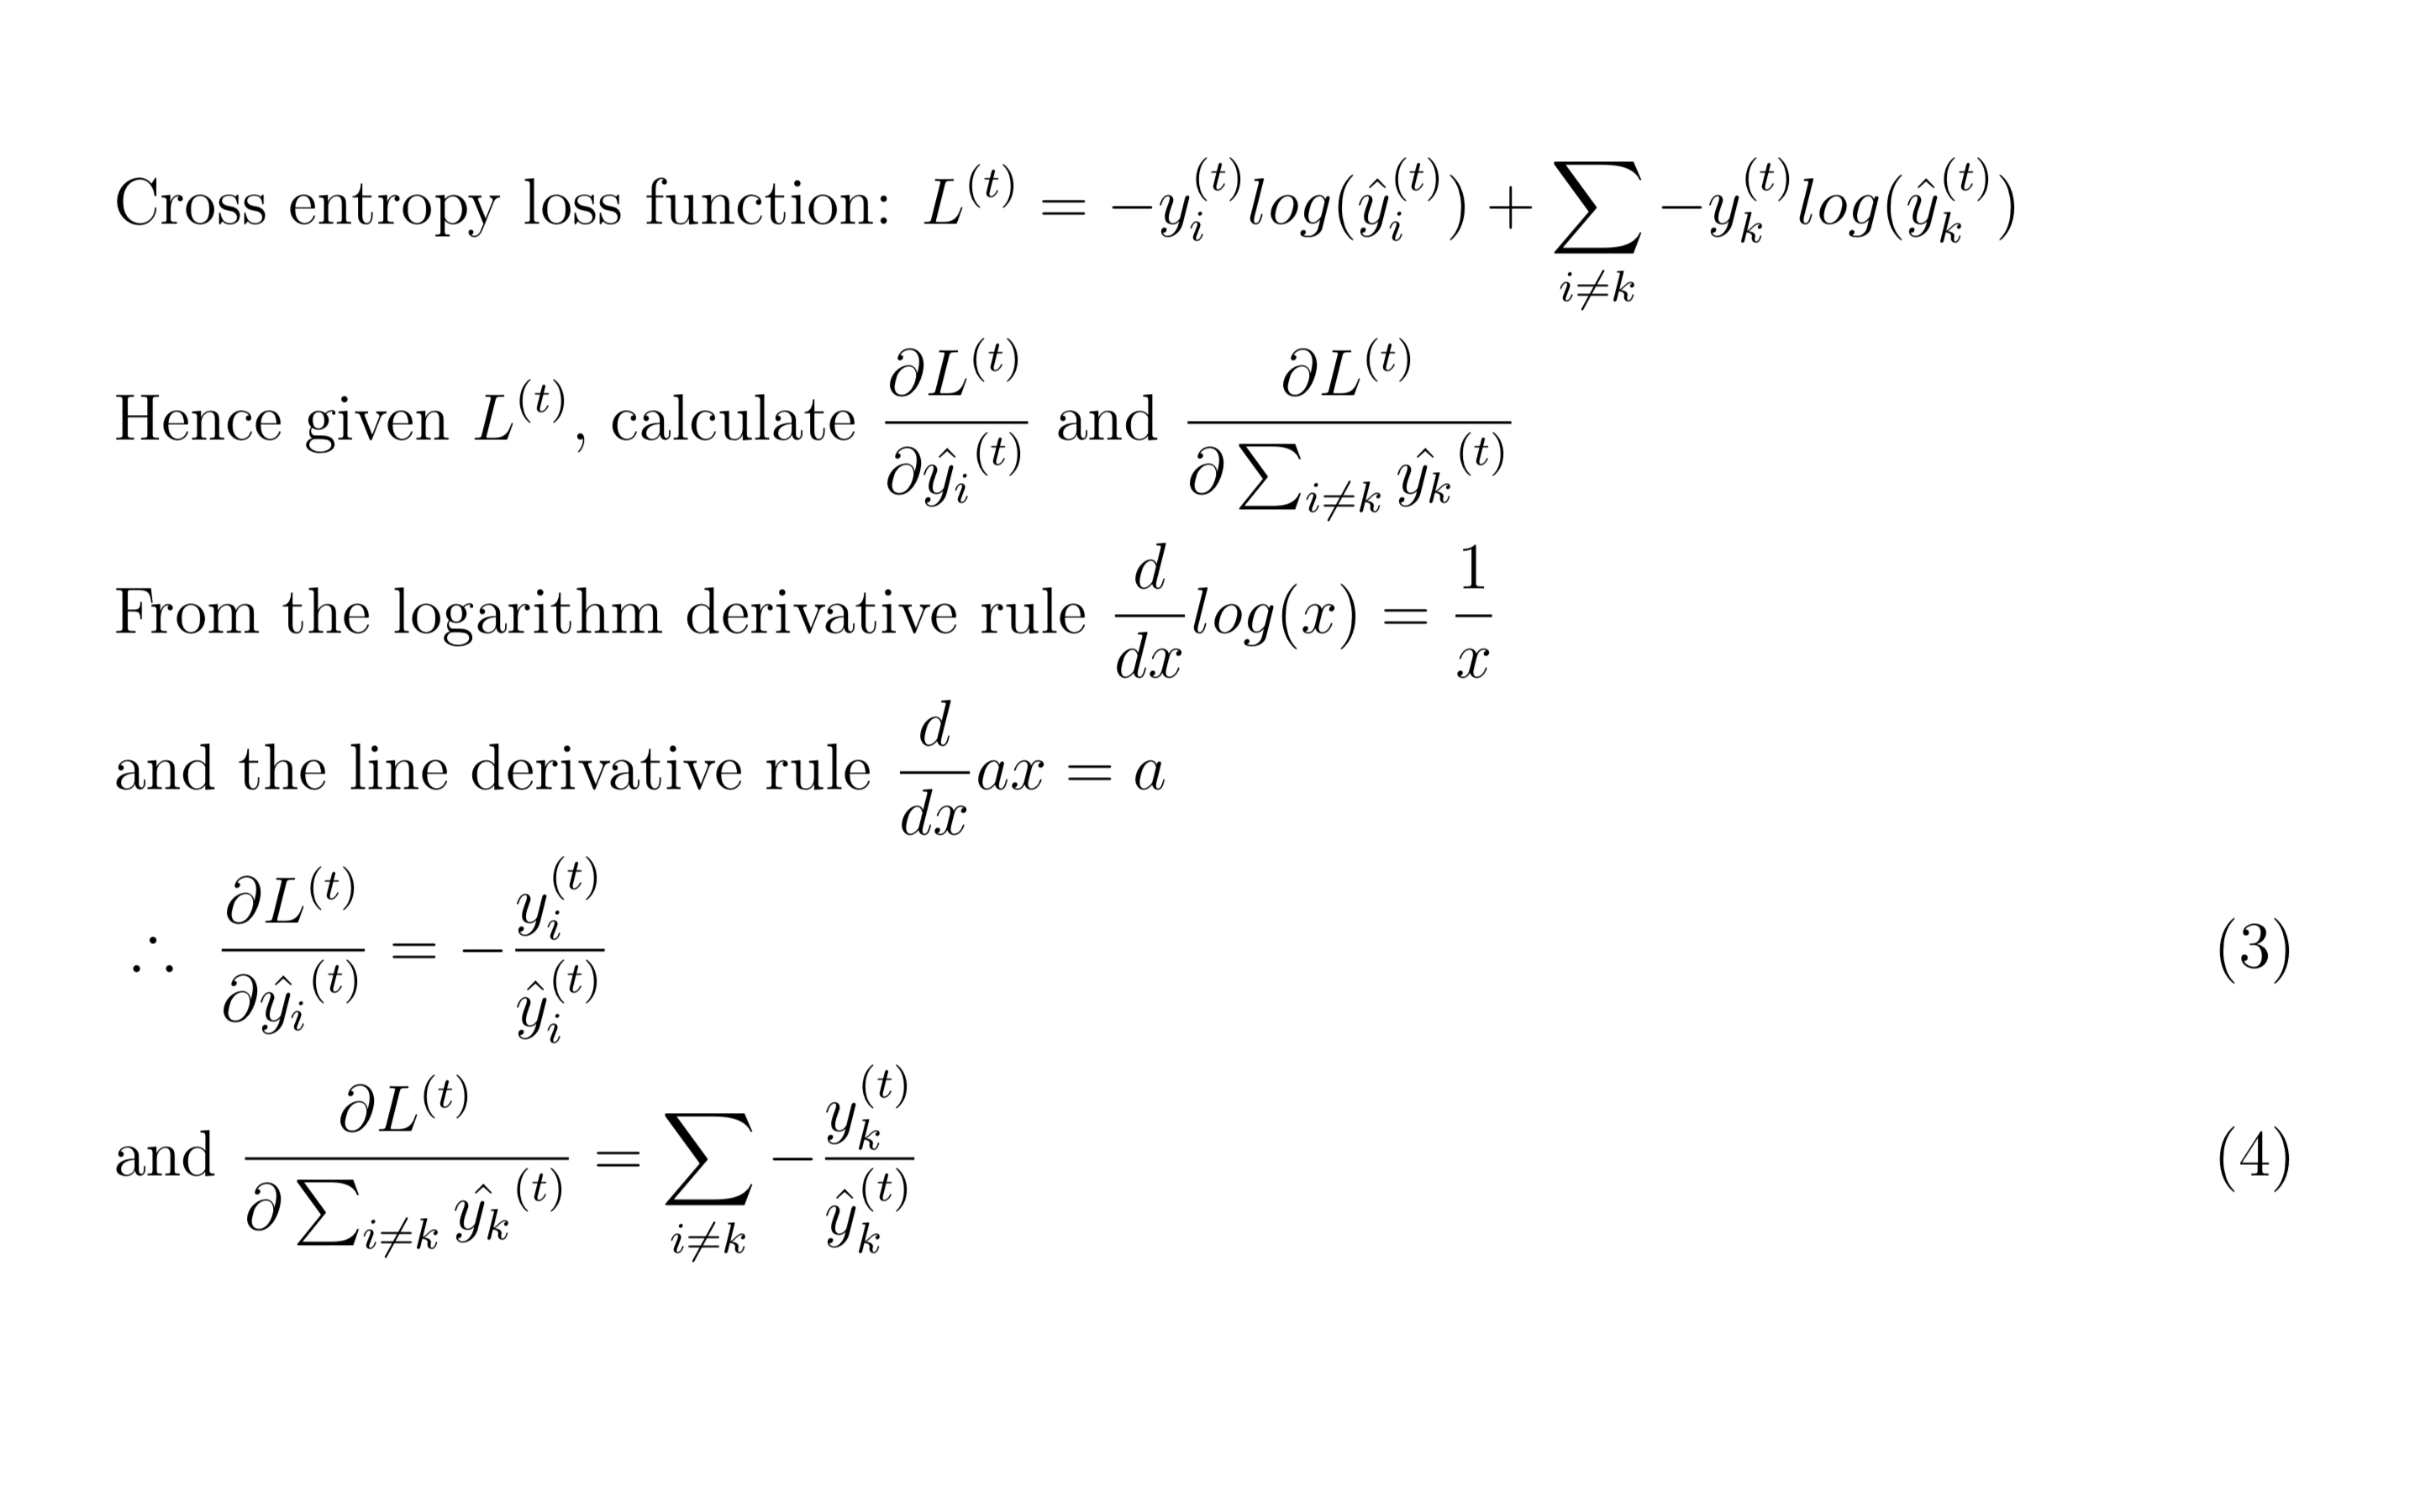 Cross entropy loss function: $L^{(t)} = -y_i^{(t)} log(\hat{y}_i^{(t)}) + \sum_{i \neq k} -y_k^{(t)} log(\hat{y}_k^{(t)})$
Hence given $L^{(t)}$, calculate $\frac{\partial L^{(t)}}{\partial \hat{y_i}^{(t)}}$ and $\frac{\partial L^{(t)}}{\partial \sum_{i \neq k} \hat{y_k}^{(t)}}$
From the logarithm derivative rule $\frac{d}{dx} log(x) = \frac{1}{x}$
and the line derivative rule $\frac{d}{dx} ax = a$
$\therefore \frac{\partial L^{(t)}}{\partial \hat{y_i}^{(t)}} = -\frac{y_i^{(t)}}{\hat{y}_i^{(t)}}$ (3)
and $\frac{\partial L^{(t)}}{\partial \sum_{i \neq k} \hat{y_k}^{(t)}} = \sum_{i \neq k} -\frac{y_k^{(t)}}{\hat{y}_k^{(t)}}$ (4)